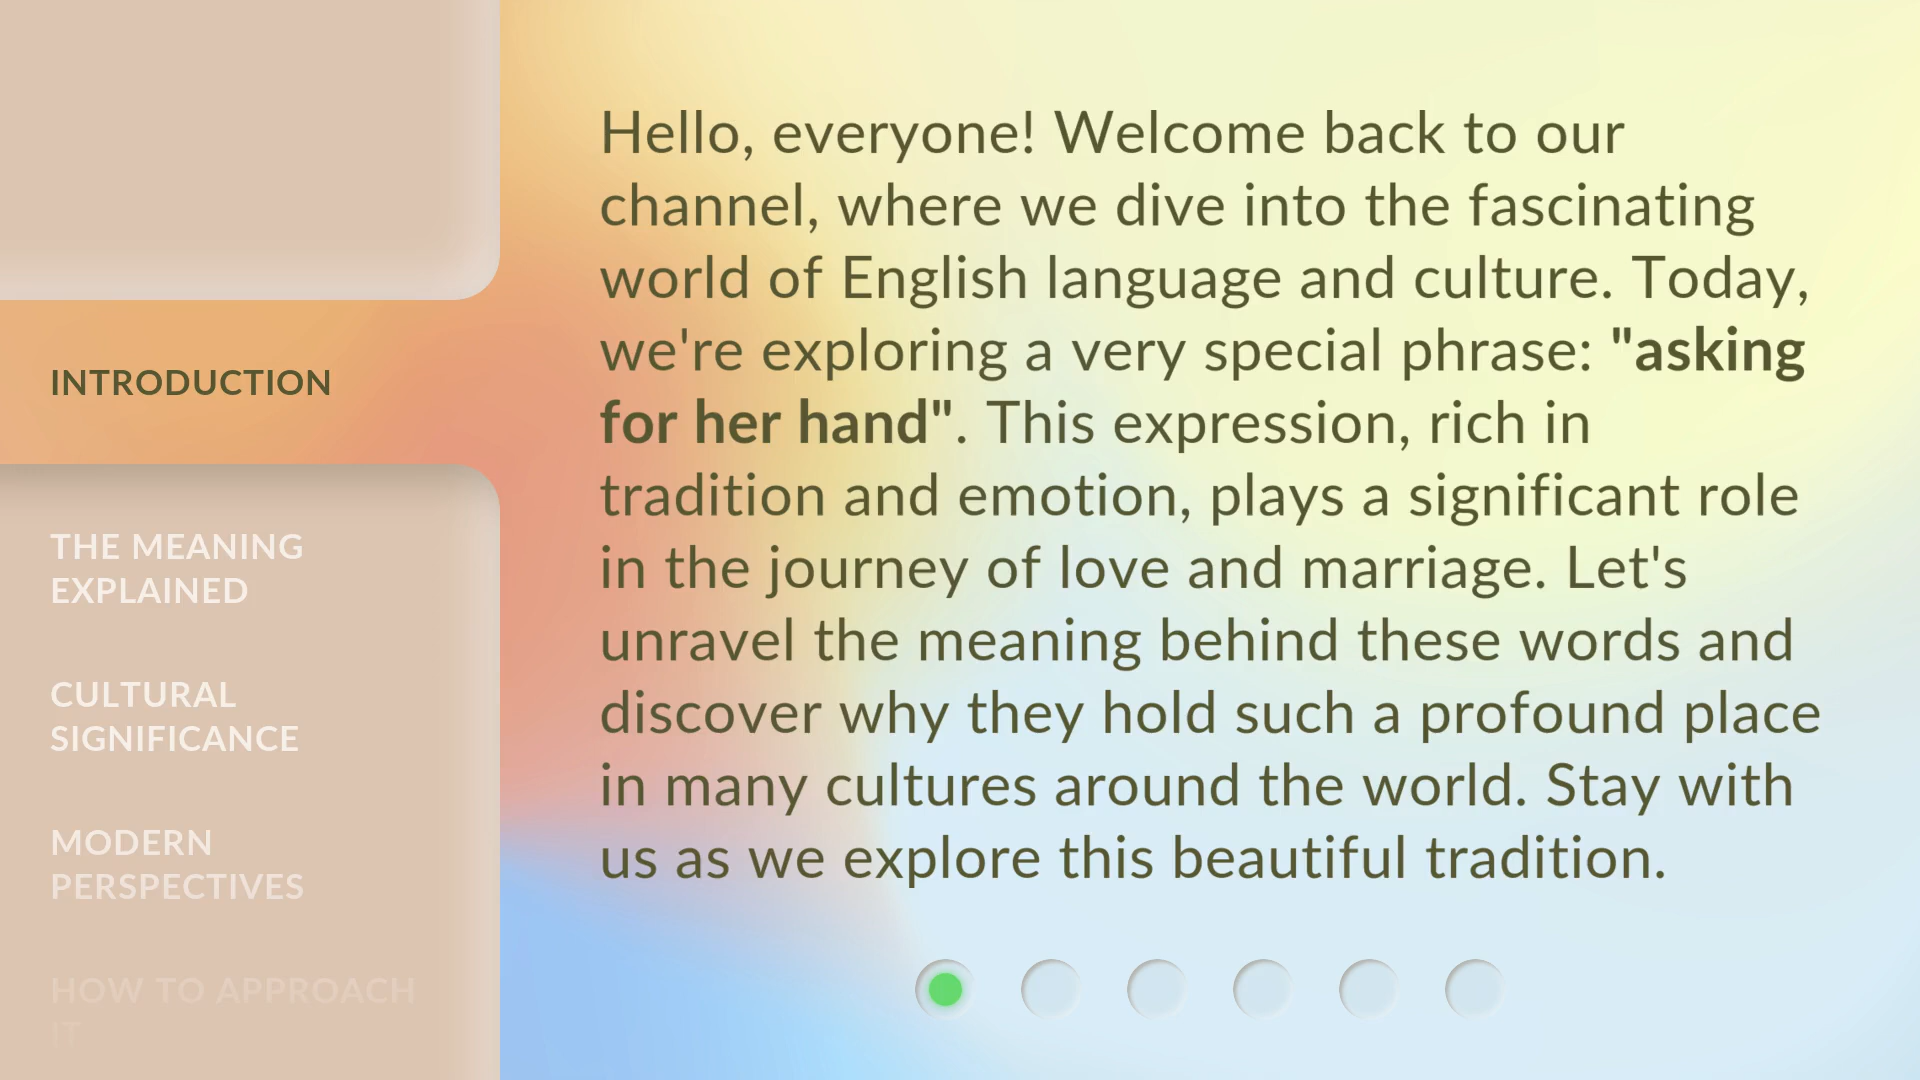 INTRODUCTION
THE MEANING
EXPLAINED
CULTURAL
SIGNIFICANCE
MODERN
PERSPECTIVES
HOW TO APPROACH
IT
Hello, everyone! Welcome back to our
channel, where we dive into the fascinating
world of English language and culture. Today,
we're exploring a very special phrase: "asking
for her hand". This expression, rich in
tradition and emotion, plays a significant role
in the journey of love and marriage. Let's
unravel the meaning behind these words and
discover why they hold such a profound place
in many cultures around the world. Stay with
us as we explore this beautiful tradition.